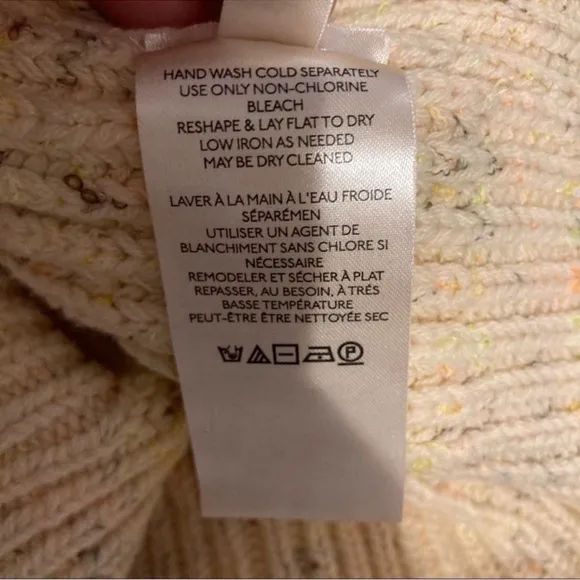 HAND WASH COLD SEPARATELY
USE ONLY NON-CHLORINE
BLEACH
RESHAPE & LAY FLAT TO DRY
LOW IRON AS NEEDED
MAY BE DRY CLEANED
LAVER À LA MAIN À L'EAU FROIDE
SÉPARÉMEN
UTILISER UN AGENT DE
BLANCHIMENT SANS CHLORE SI
NÉCESSAIRE
REMODELER ET SÉCHER À PLAT
REPASSER, AU BESOIN, À TRÉS
BASSE TEMPÉRATURE
PEUT-ÊTRE ÊTRE NETTOYÉE SEC
P